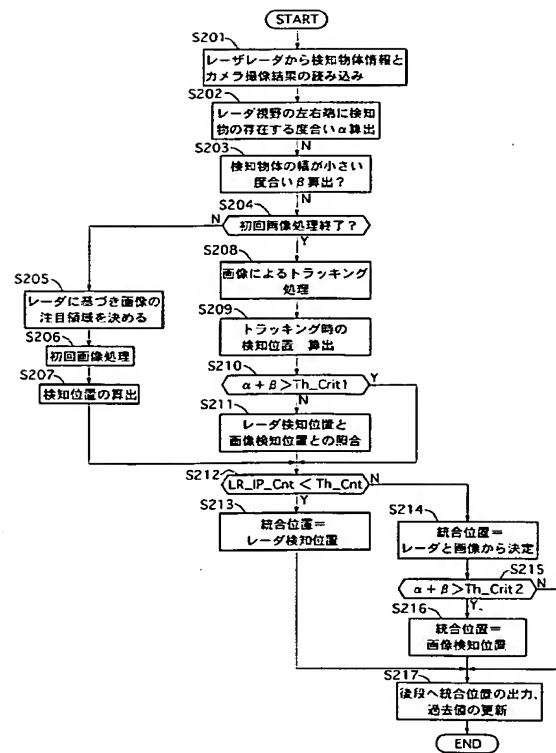 START
S201
レーザレーダから検知物体情報と
カメラ撮像結果の読み込み
S202
レーダ視野の左右端に検知
物の存在する度合いα算出
N
S203
検知物体の幅が小さい
度合いβ算出?
N
S204
N
初回画像処理終了?
Y
S208
画像によるトラッキング
処理
S205
レーダに基づき画像の
注目領域を決める
S209
トラッキング時の
検知位置 算出
S206
初回画像処理
S210
α+β>Th_Crit1
Y
N
S207
検知位置の算出
S211
レーダ検知位置と
画像検知位置との照合
S212
LR_IP_Cnt<Th_Cnt
N
Y
S213
統合位置=
レーダ検知位置
S214
統合位置=
レーダと画像から決定
S215
α+β>Th_Crit2
N
Y
S216
統合位置=
画像検知位置
S217
後段へ統合位置の出力、
過去値の更新
END